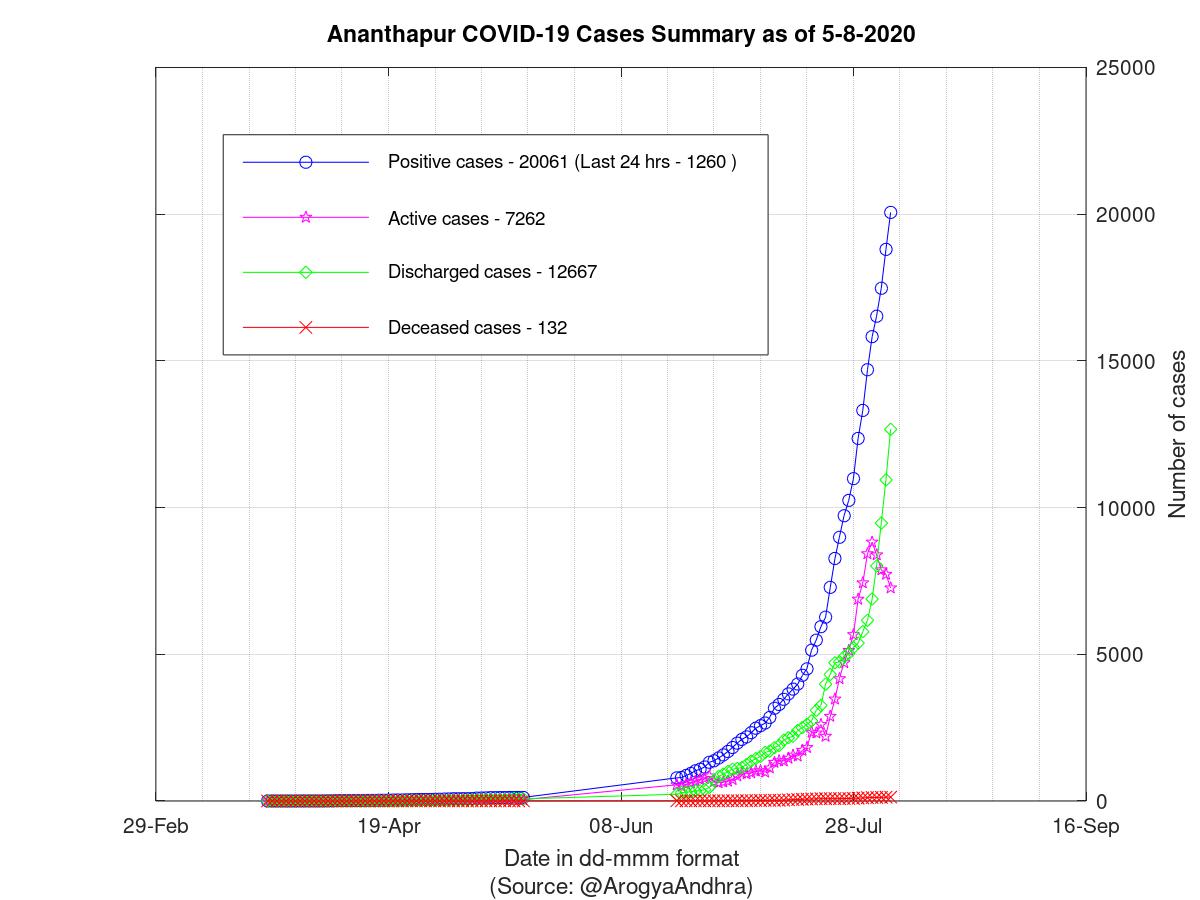 Ananthapur COVID-19 Cases Summary as of 5-8-2020
25000
Positive cases - 20061 (Last 24 hrs - 1260 )
Active cases - 7262
20000
Discharged cases - 12667
Deceased cases - 132
15000
Number of cases
10000
5000
0
29-Feb 19-Apr 08-Jun 28-Jul 16-Sep
Date in dd-mmm format
(Source: @ArogyaAndhra)